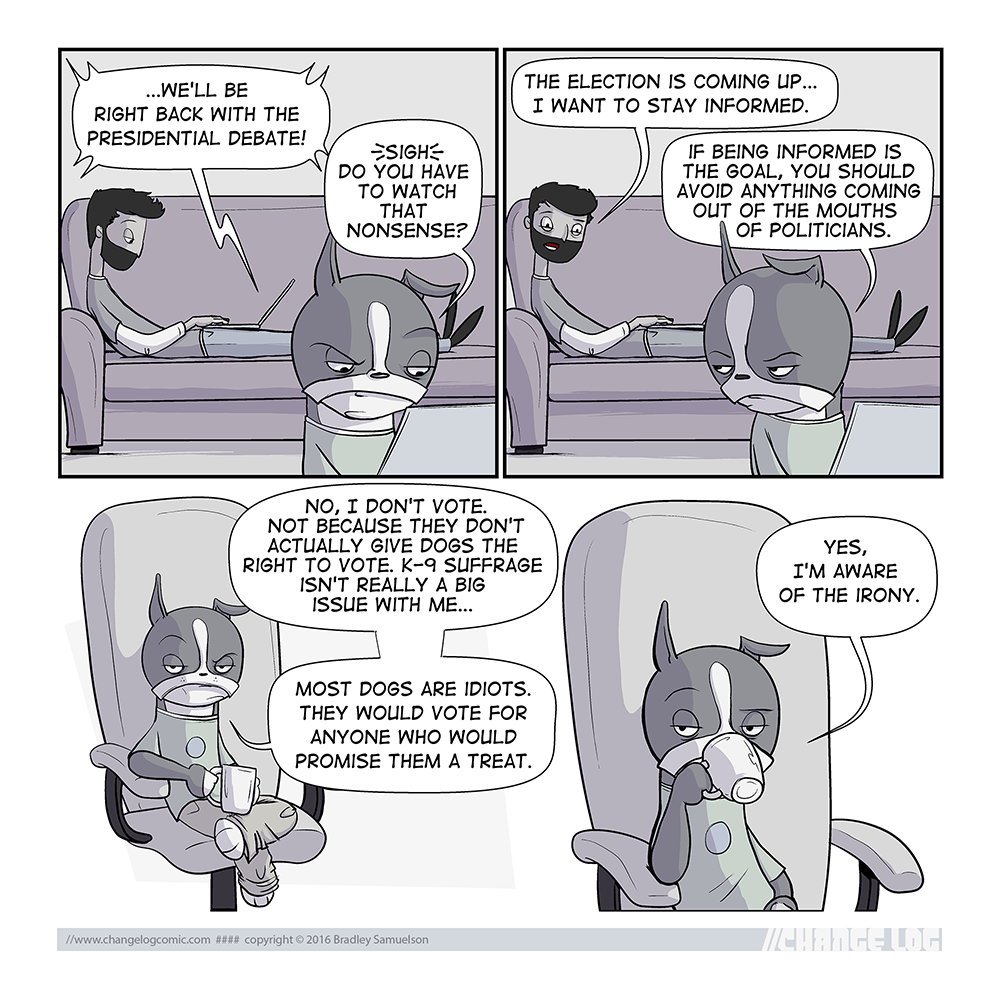 ...WE'LL BE
RIGHT BACK WITH THE
PRESIDENTIAL DEBATE!
SIGH
DO YOU HAVE
TO WATCH
THAT
NONSENSE?
THE ELECTION IS COMING UP...
I WANT TO STAY INFORMED.
IF BEING INFORMED IS
THE GOAL, YOU SHOULD
AVOID ANYTHING COMING
OUT OF THE MOUTHS
OF POLITICIANS.
NO, I DON'T VOTE.
NOT BECAUSE THEY DON'T
ACTUALLY GIVE DOGS THE
RIGHT TO VOTE. K-9 SUFFRAGE
ISN'T REALLY A BIG
ISSUE WITH ME...
MOST DOGS ARE IDIOTS.
THEY WOULD VOTE FOR
ANYONE WHO WOULD
PROMISE THEM A TREAT.
YES,
I'M AWARE
OF THE IRONY.
//www.changelogcomic.com #### copyright © 2016 Bradley Samuelson
//CHANGE LOG